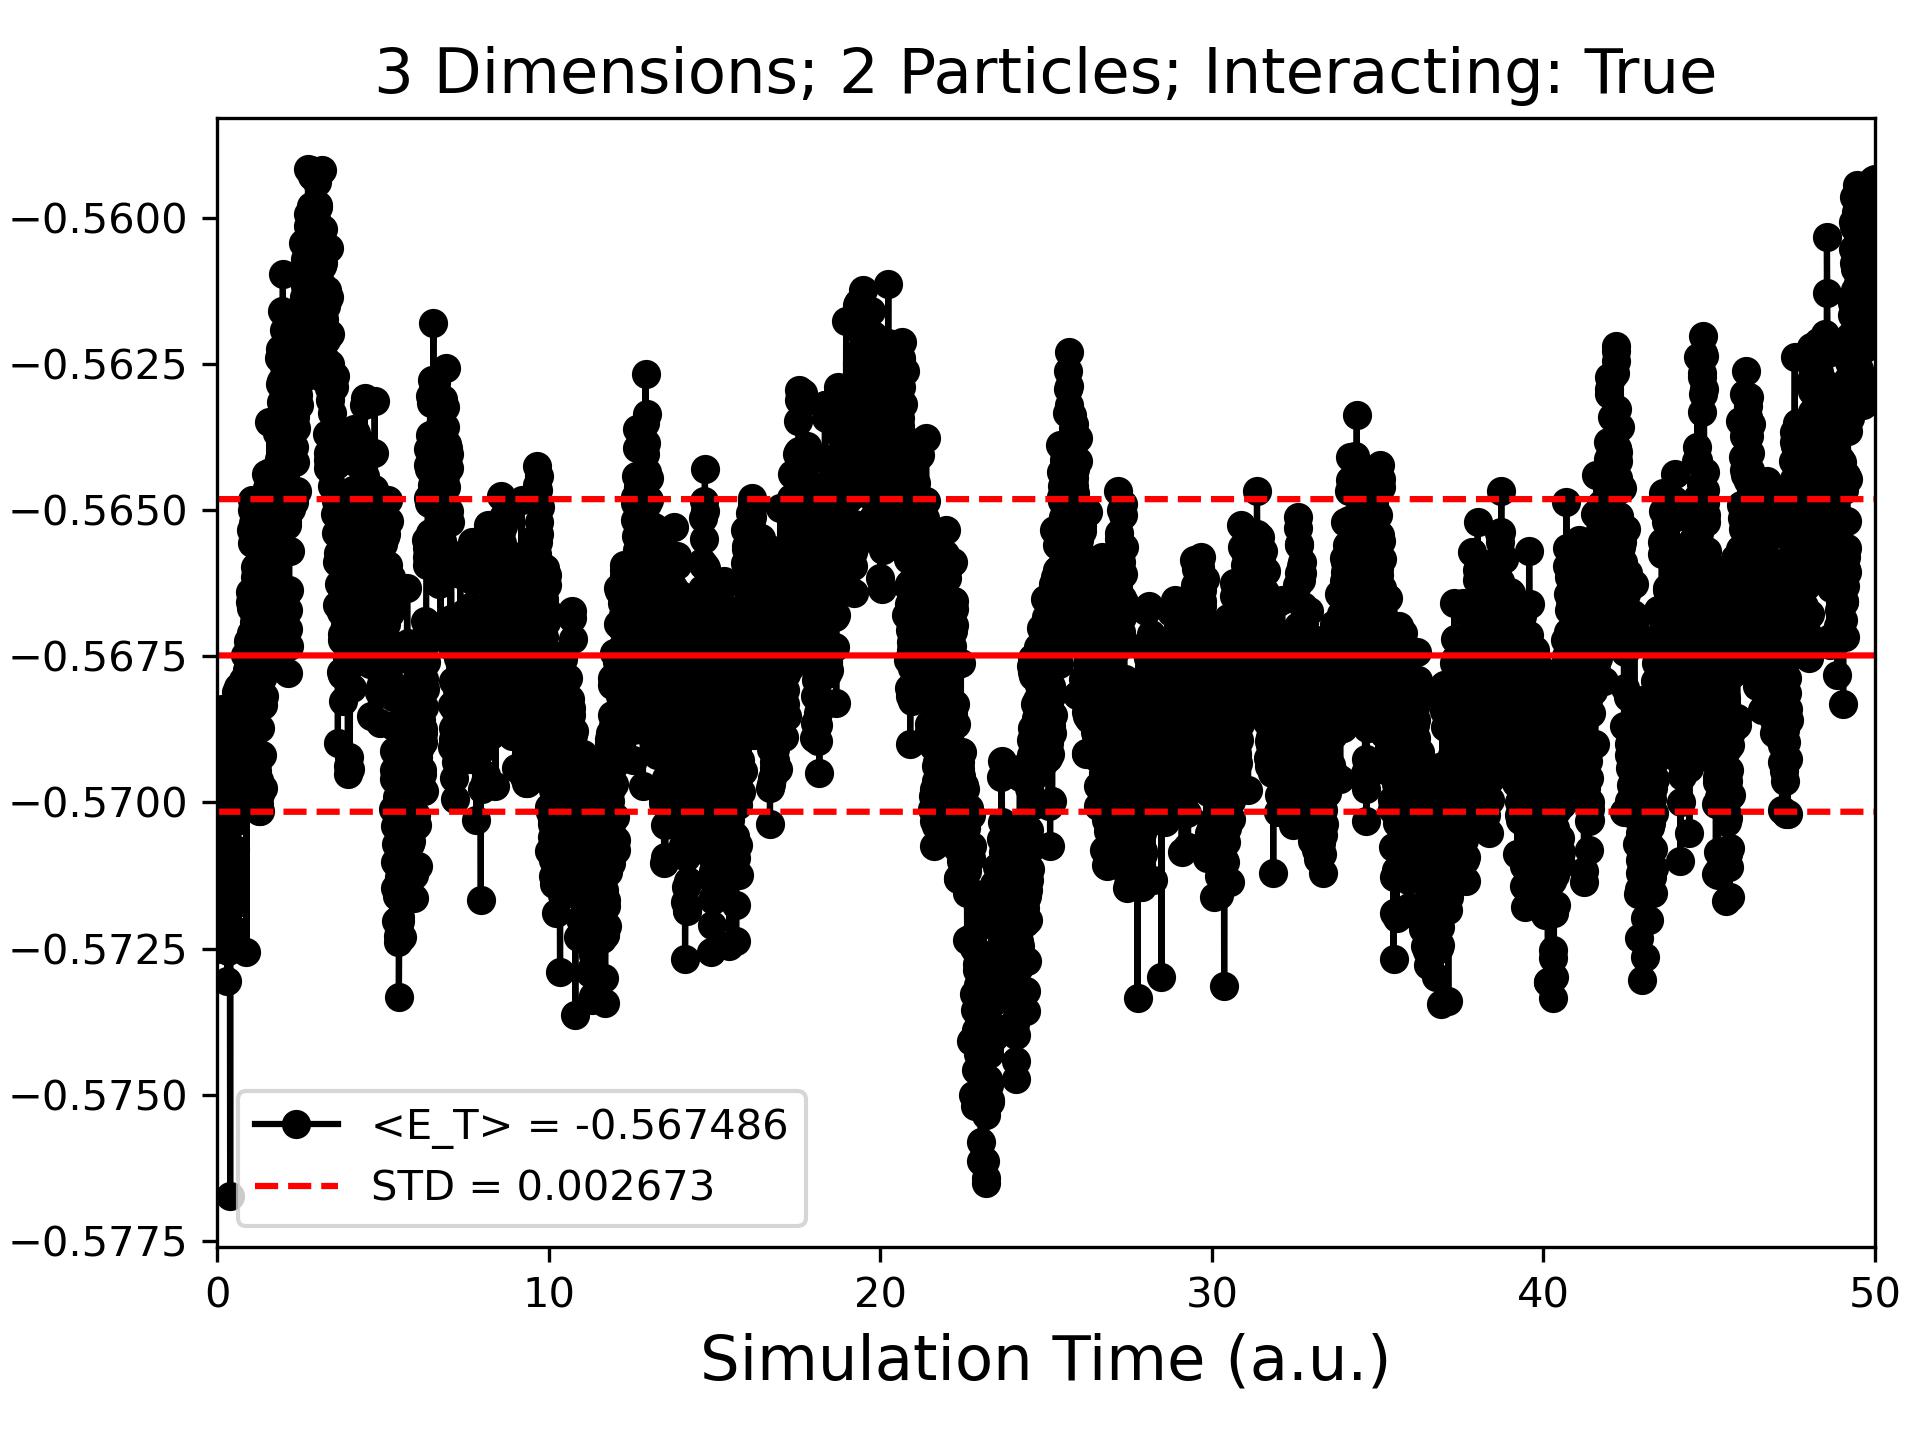 3 Dimensions; 2 Particles; Interacting: True
−0.5600
−0.5625
−0.5650
−0.5675
−0.5700
−0.5725
−0.5750
−0.5775
<E_T> = -0.567486
STD = 0.002673
0 10 20 30 40 50
Simulation Time (a.u.)